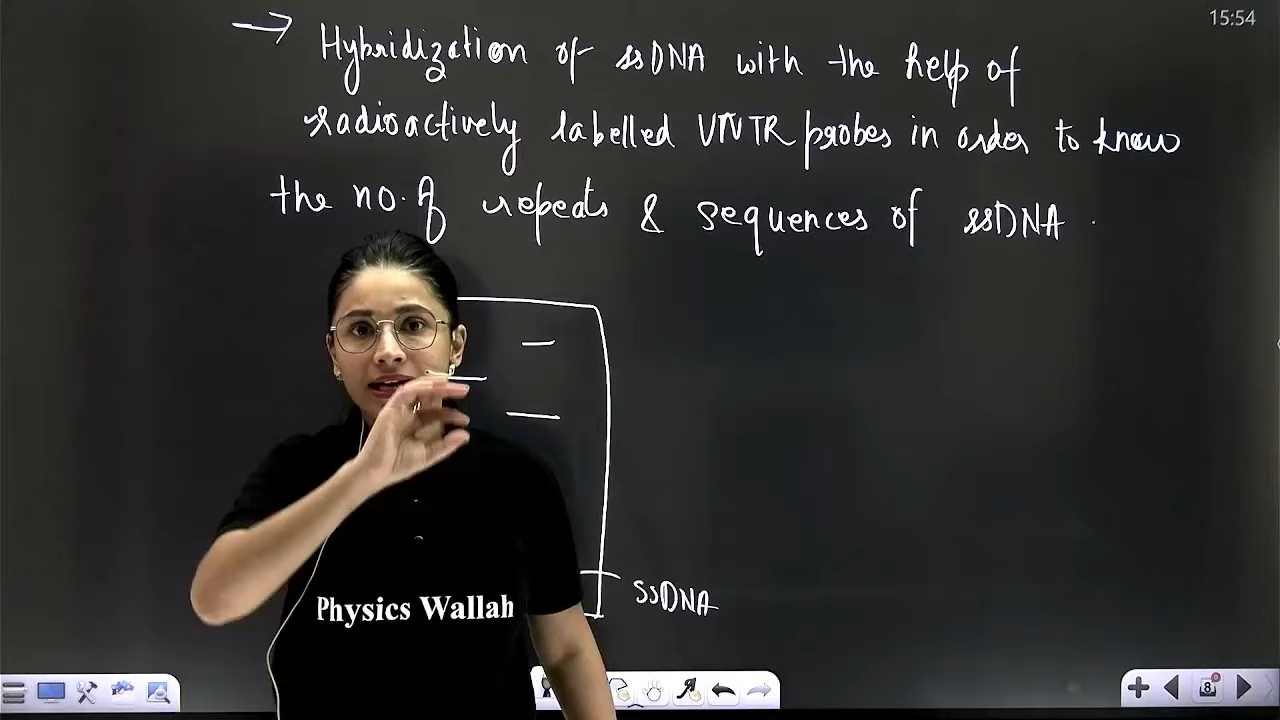 15:54
→ Hybridization of ssDNA with the help of
radioactively labelled VNTR probes in order to know
the no. of repeats & sequences of ssDNA.
ssDNA
Physics Wallah
8